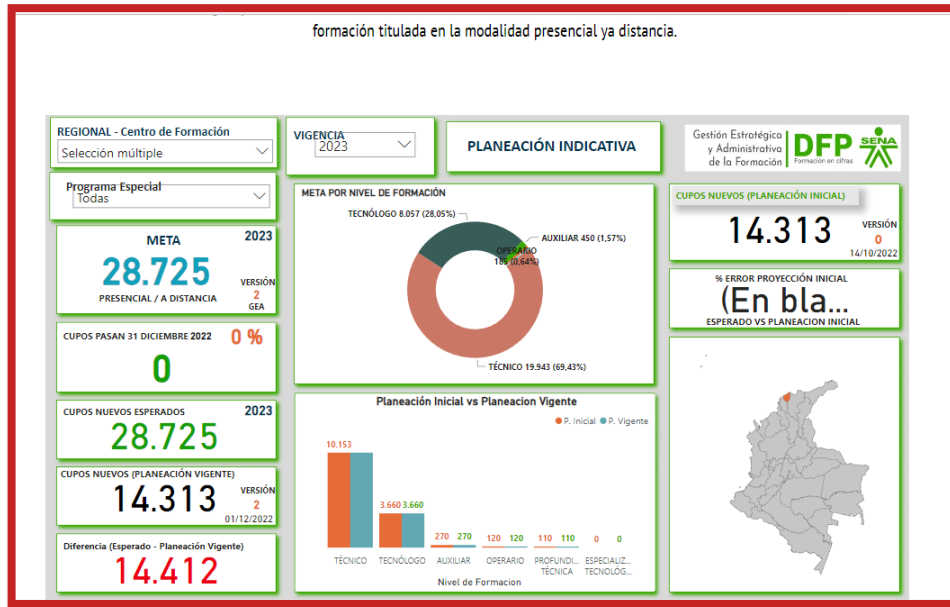 formación titulada en la modalidad presencial ya distancia.
REGIONAL - Centro de Formación
Selección múltiple
VIGENCIA
2023
PLANEACIÓN INDICATIVA
Gestión Estratégica
y Administrativa
de la Formación
DFP
Formación en cifras
SENA
Programa Especial
Todas
META
2023
28.725
PRESENCIAL / A DISTANCIA
VERSIÓN
2
GEA
CUPOS PASAN 31 DICIEMBRE 2022
0 %
0
CUPOS NUEVOS ESPERADOS
2023
28.725
CUPOS NUEVOS (PLANEACIÓN VIGENTE)
14.313
VERSIÓN
2
01/12/2022
Diferencia (Esperado - Planeación Vigente)
14.412
META POR NIVEL DE FORMACIÓN
TECNÓLOGO 8.057 (28,05%)
AUXILIAR 450 (1,57%)
OPERARIO
185 (0,64%)
TÉCNICO 19.943 (69,43%)
Planeación Inicial vs Planeacion Vigente
P. Inicial P. Vigente
10.153
3.660 3.660
270 270
120 120
110 110
0 0
TÉCNICO TECNÓLOGO AUXILIAR OPERARIO PROFUNDI... ESPECIALIZ...
TÉCNICA TECNOLÓG...
Nivel de Formacion
CUPOS NUEVOS (PLANEACIÓN INICIAL)
14.313
VERSIÓN
0
14/10/2022
% ERROR PROYECCIÓN INICIAL
(En bla...
ESPERADO VS PLANEACION INICIAL